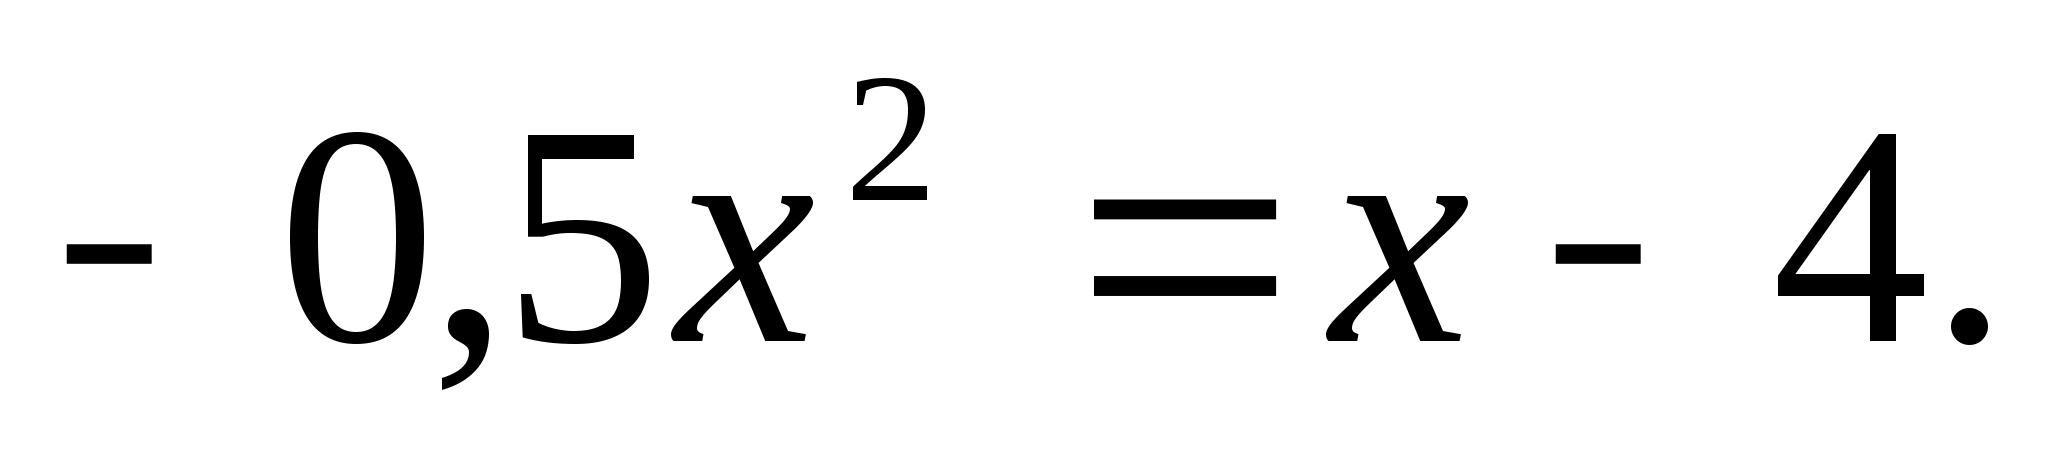 - 0,5x² = x - 4.